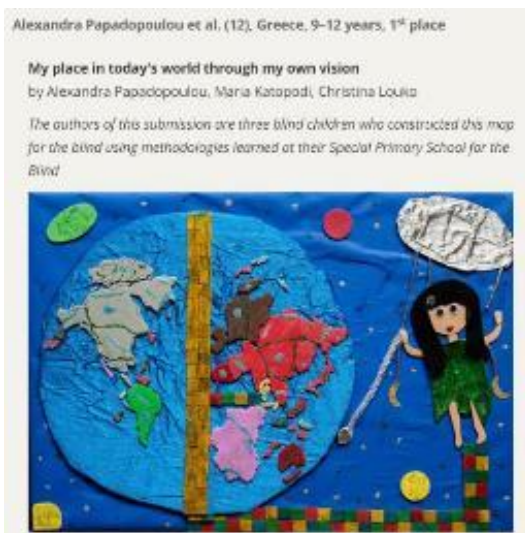 Alexandra Papadopoulou et al. (12), Greece, 9–12 years, 1st place
My place in today's world through my own vision
by Alexandra Papadopoulou, Maria Katopodi, Christina Louka
The authors of this submission are three blind children who constructed this map
for the blind using methodologies learned at their Special Primary School for the
Blind